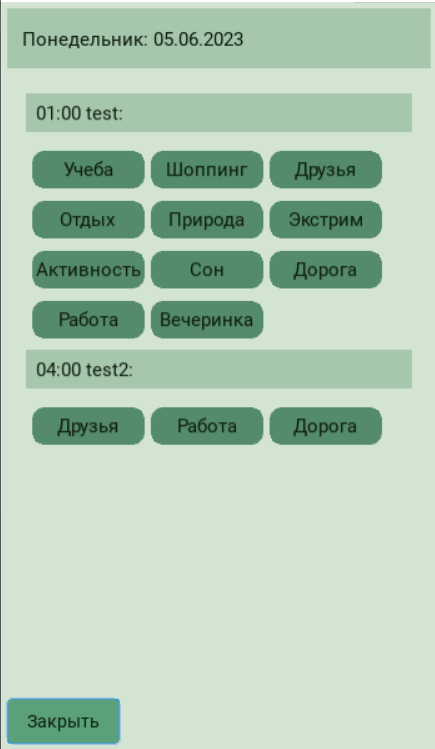 Понедельник: 05.06.2023
01:00 test:
Учеба Шоппинг Друзья
Отдых Природа Экстрим
Активность Сон Дорога
Работа Вечеринка
04:00 test2:
Друзья Работа Дорога
Закрыть